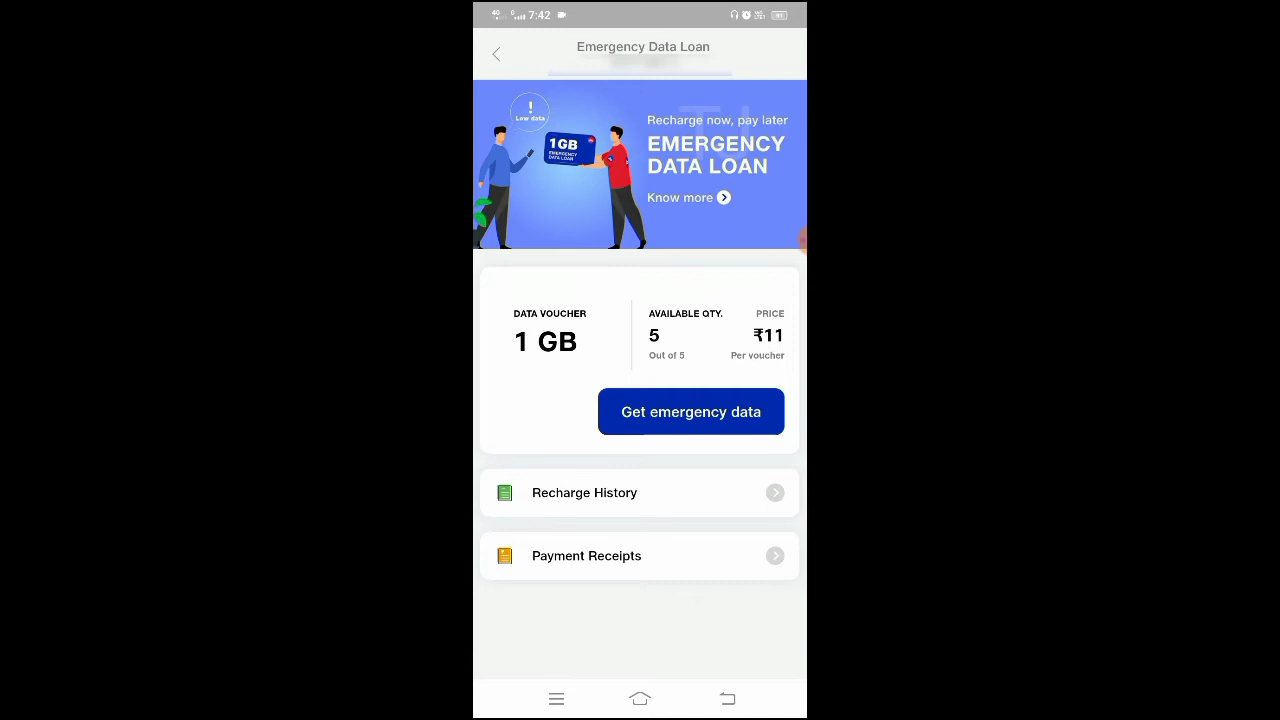 7:42
Emergency Data Loan
!
Low data
1GB
EMERGENCY
DATA LOAN
Recharge now, pay later
EMERGENCY
DATA LOAN
Know more
DATA VOUCHER
1 GB
AVAILABLE QTY.
5
Out of 5
PRICE
₹11
Per voucher
Get emergency data
Recharge History
Payment Receipts